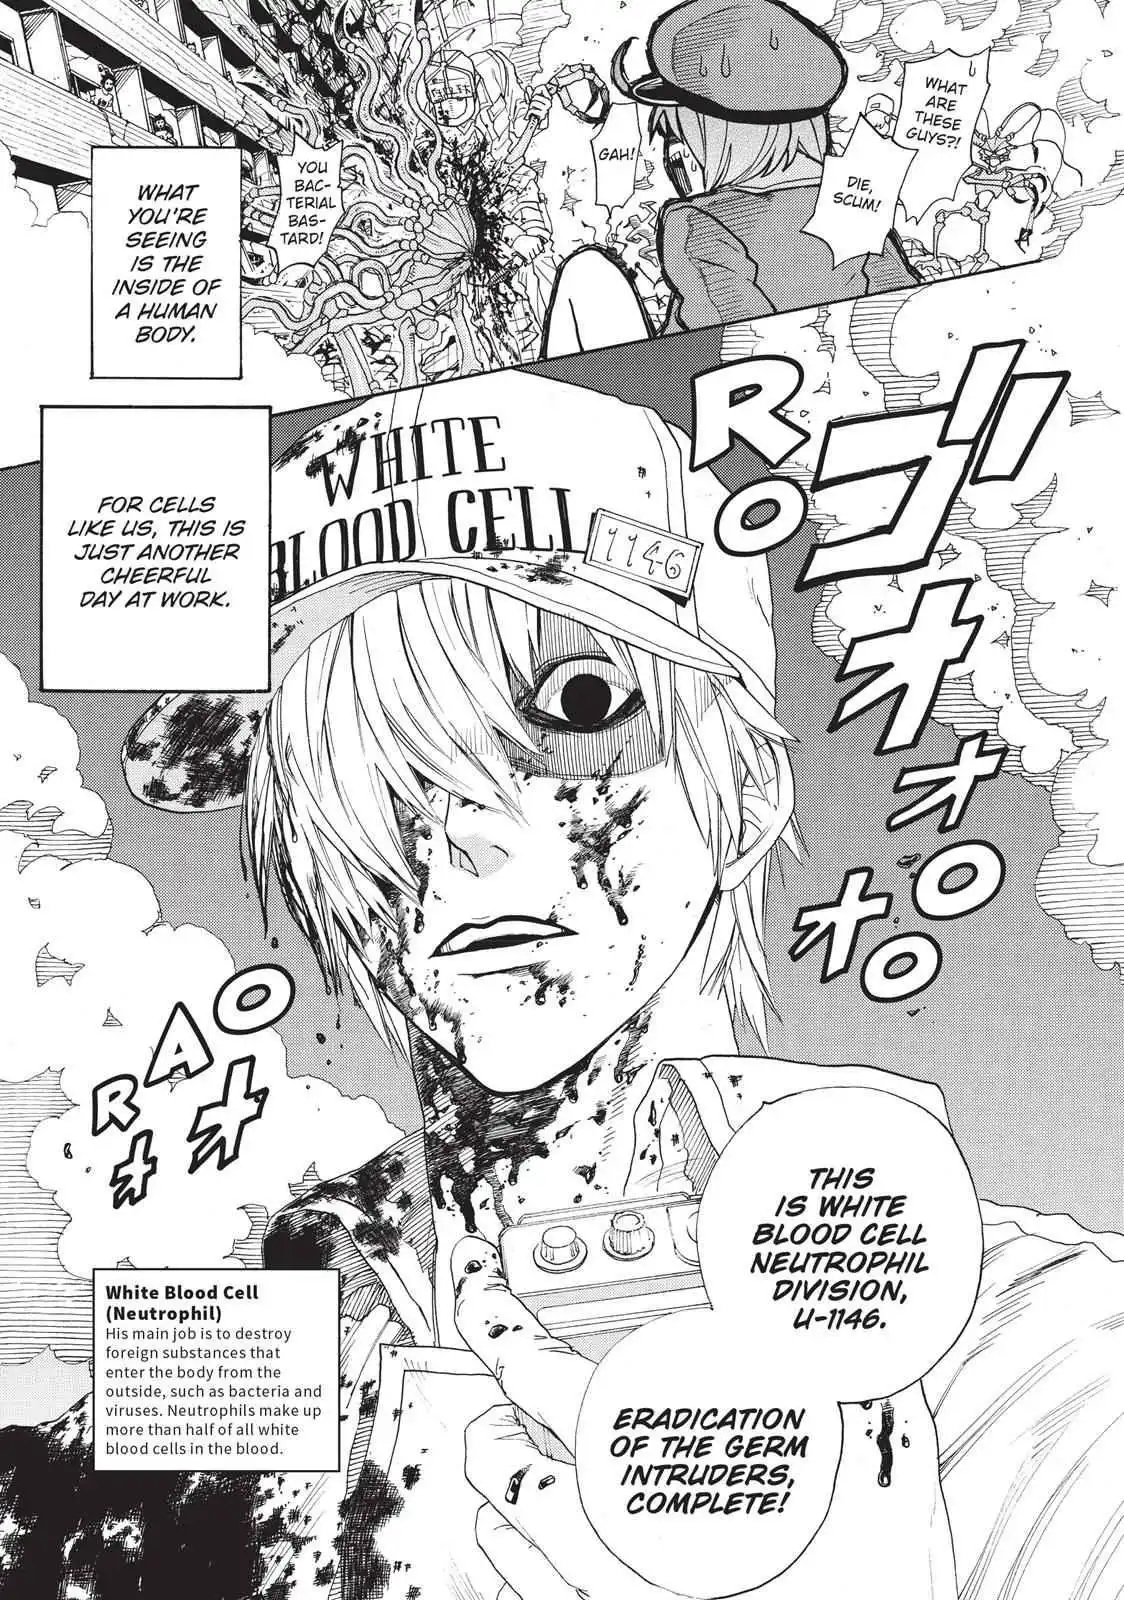 WHAT
ARE
THESE
GUYS?!
DIE,
SCUM!
GAH!
YOU
BAC-
TERIAL
BAS-
TARD!
WHAT
YOU'RE
SEEING
IS THE
INSIDE OF
A HUMAN
BODY.
FOR CELLS
LIKE US, THIS IS
JUST ANOTHER
CHEERFUL
DAY AT WORK.
WHITE
BLOOD CELL
1146
RORAO
ゴオオオオオオ
THIS
IS WHITE
BLOOD CELL
NEUTROPHIL
DIVISION,
U-1146.
ERADICATION
OF THE GERM
INTRUDERS,
COMPLETE!
White Blood Cell
(Neutrophil)
His main job is to destroy
foreign substances that
enter the body from the
outside, such as bacteria and
viruses. Neutrophils make up
more than half of all white
blood cells in the blood.